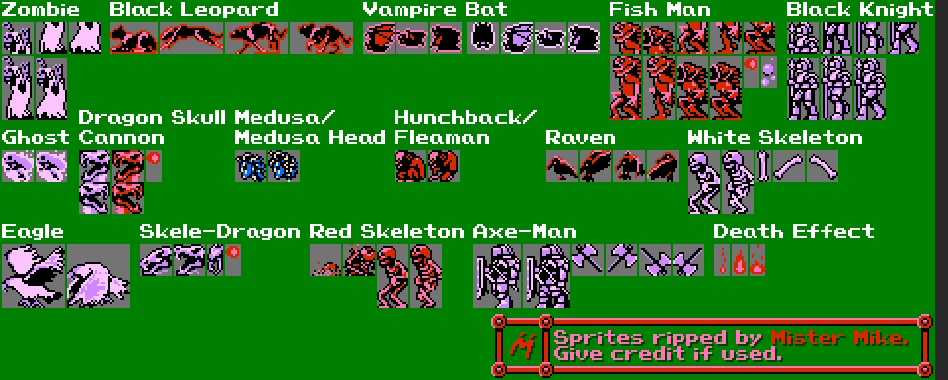 Zombie Black Leopard Vampire Bat Fish Man Black Knight
Dragon Skull Medusa/ Hunchback/
Ghost Cannon Medusa Head Fleaman Raven White Skeleton
Eagle Skele-Dragon Red Skeleton Axe-Man Death Effect
Sprites ripped by Mister Mike.
Give credit if used.